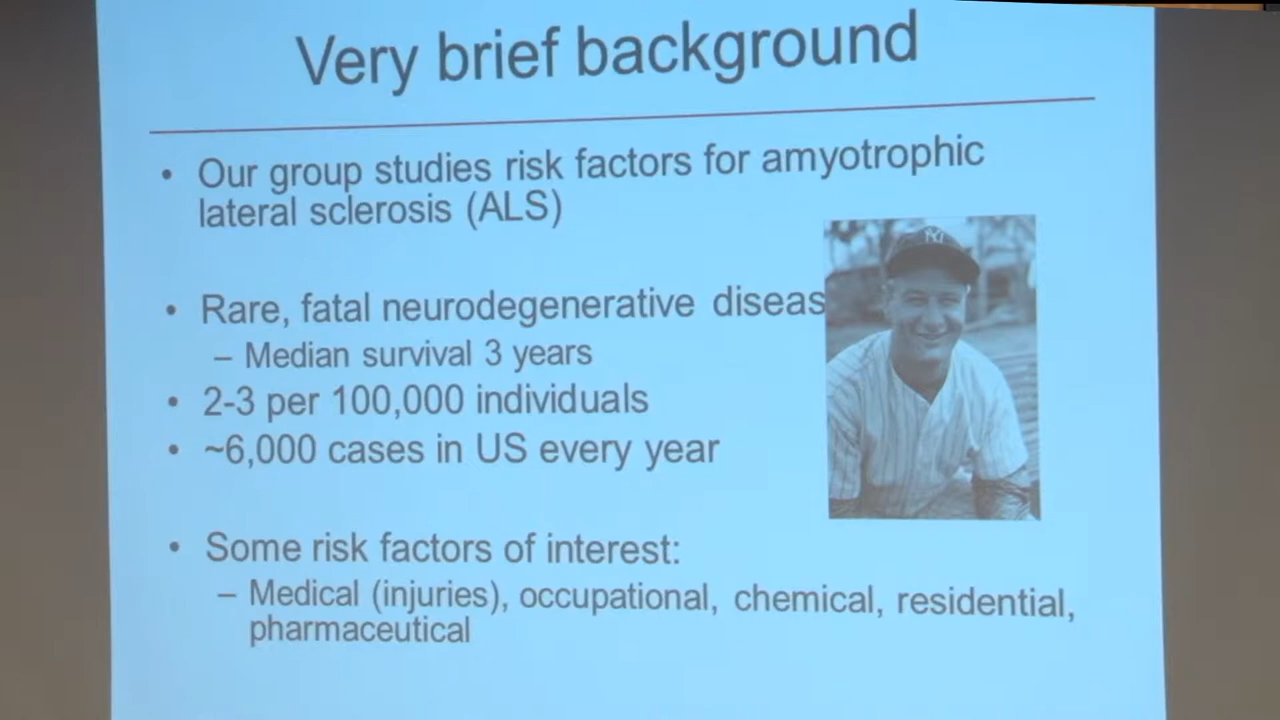 Very brief background
• Our group studies risk factors for amyotrophic
lateral sclerosis (ALS)
• Rare, fatal neurodegenerative diseas
– Median survival 3 years
• 2-3 per 100,000 individuals
• ~6,000 cases in US every year
• Some risk factors of interest:
– Medical (injuries), occupational, chemical, residential,
pharmaceutical
NY